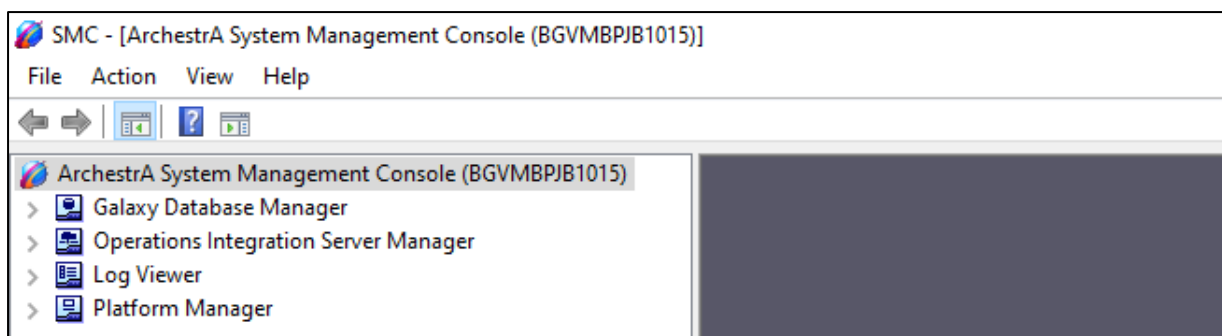 SMC - [ArchestrA System Management Console (BGVMBPJB1015)]
File Action View Help
ArchestrA System Management Console (BGVMBPJB1015)
Galaxy Database Manager
Operations Integration Server Manager
Log Viewer
Platform Manager